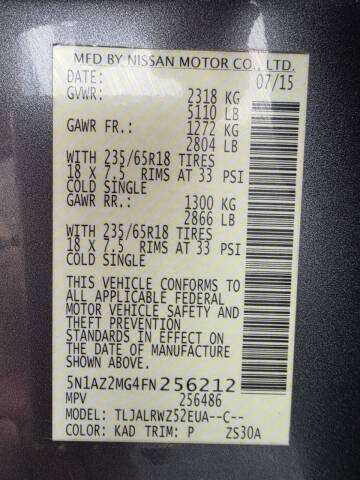 MFD BY NISSAN MOTOR CO., LTD.
DATE: 07/15
GVWR: 2318 KG
5110 LB
GAWR FR.: 1272 KG
2804 LB
WITH 235/65R18 TIRES
18 X 7.5 RIMS AT 33 PSI
COLD SINGLE
GAWR RR.: 1300 KG
2866 LB
WITH 235/65R18 TIRES
18 X 7.5 RIMS AT 33 PSI
COLD SINGLE
THIS VEHICLE CONFORMS TO
ALL APPLICABLE FEDERAL
MOTOR VEHICLE SAFETY AND
THEFT PREVENTION
STANDARDS IN EFFECT ON
THE DATE OF MANUFACTURE
SHOWN ABOVE.
5N1AZ2MG4FN256212
MPV 256486
MODEL: TLJALRWZ52EUA--C--
COLOR: KAD TRIM: P ZS30A